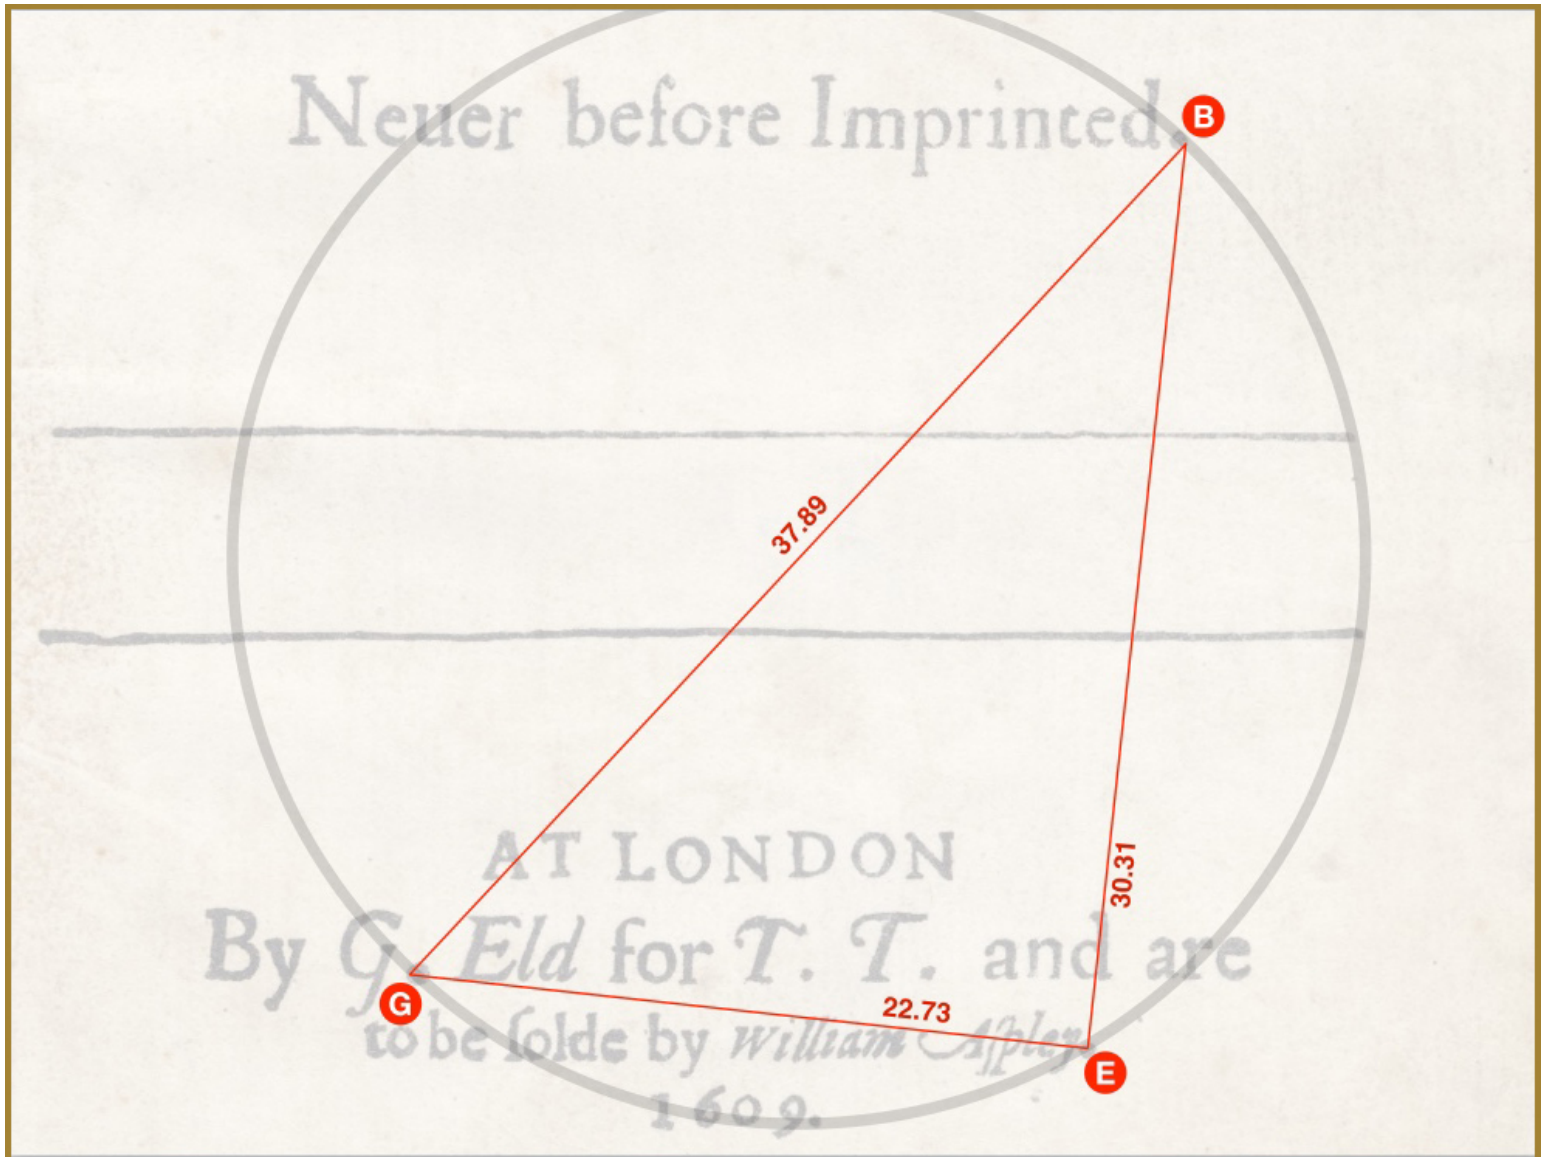 Neuer before Imprinted.
B
37.89
30.31
AT LONDON
By G. Eld for T. T. and are
G
22.73
to be ſolde by William Aſpley.
E
1609.